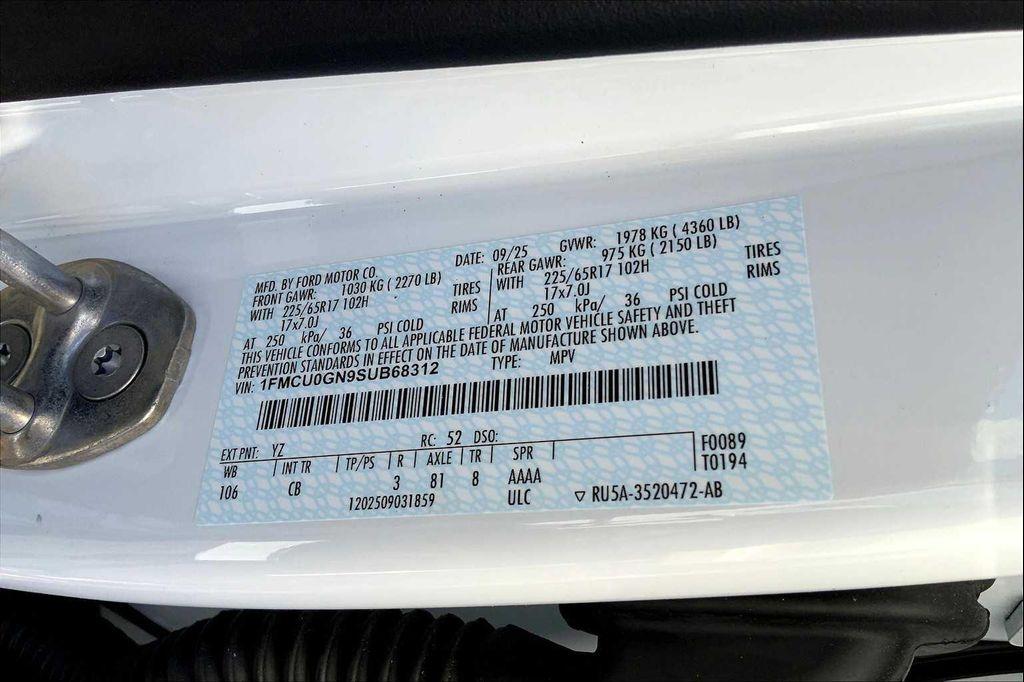 MFD. BY FORD MOTOR CO. DATE: 09/25 GVWR: 1978 KG ( 4360 LB)
FRONT GAWR: 1030 KG ( 2270 LB) REAR GAWR: 975 KG ( 2150 LB)
WITH 225/65R17 102H TIRES WITH 225/65R17 102H TIRES
17x7.0J RIMS 17x7.0J RIMS
AT 250 kPa/ 36 PSI COLD AT 250 kPa/ 36 PSI COLD
THIS VEHICLE CONFORMS TO ALL APPLICABLE FEDERAL MOTOR VEHICLE SAFETY AND THEFT
PREVENTION STANDARDS IN EFFECT ON THE DATE OF MANUFACTURE SHOWN ABOVE.
VIN: 1FMCU0GN9SUB68312 TYPE: MPV
EXT PNT: YZ RC: 52 DSO: F0089
WB INT TR TP/PS R AXLE TR SPR T0194
106 CB 3 81 8 AAAA
1202509031859 ULC ▽ RU5A-3520472-AB